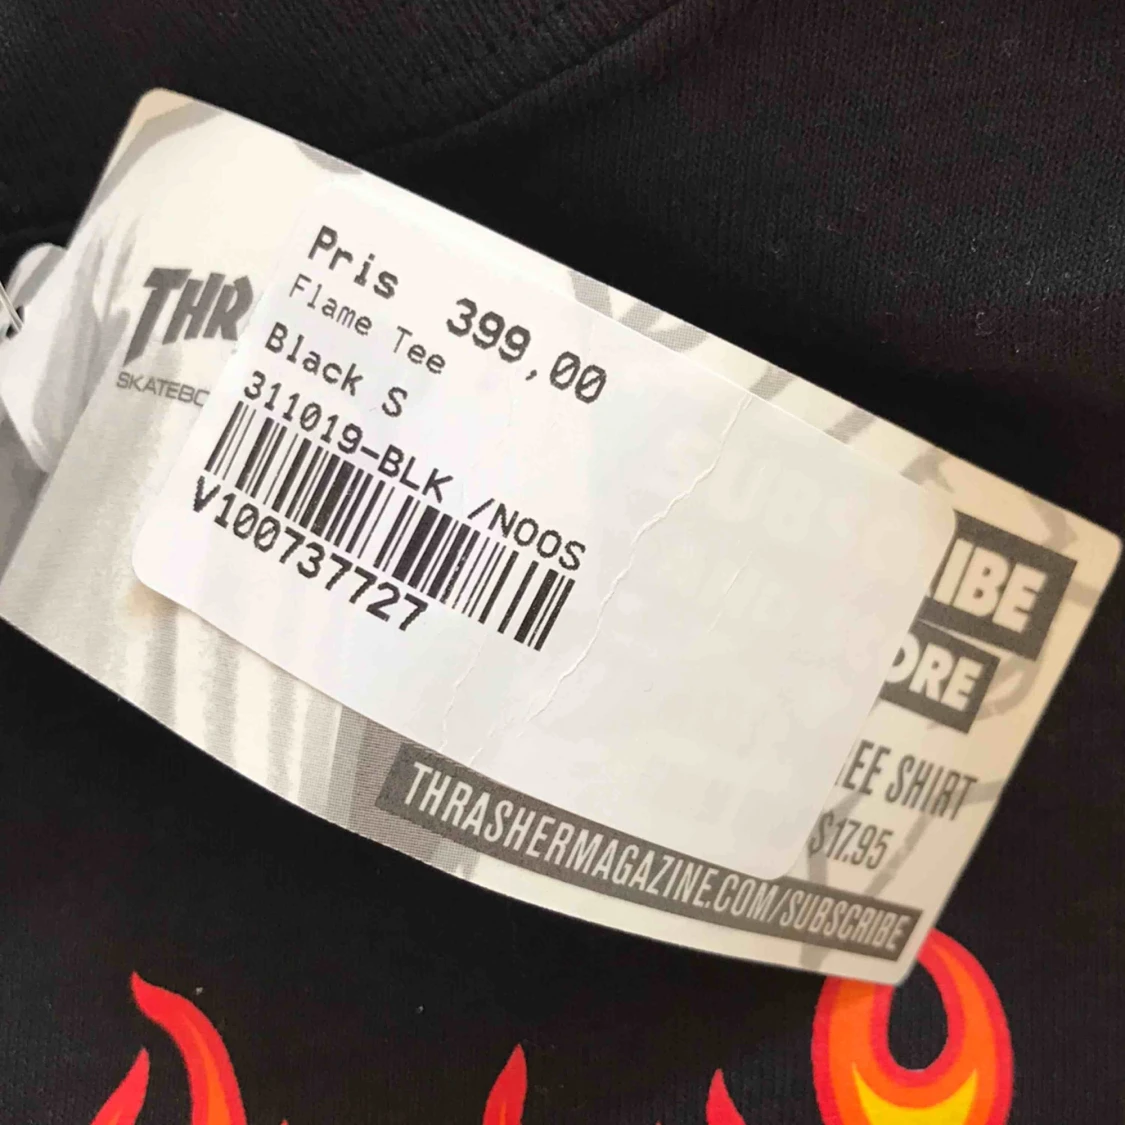 THR
SKATEBO
Pris 399,00
Flame Tee
Black S
311019-BLK /NOOS
V100737727
IBE
ORE
EE SHIRT
$17.95
THRASHERMAGAZINE.COM/SUBSCRIBE